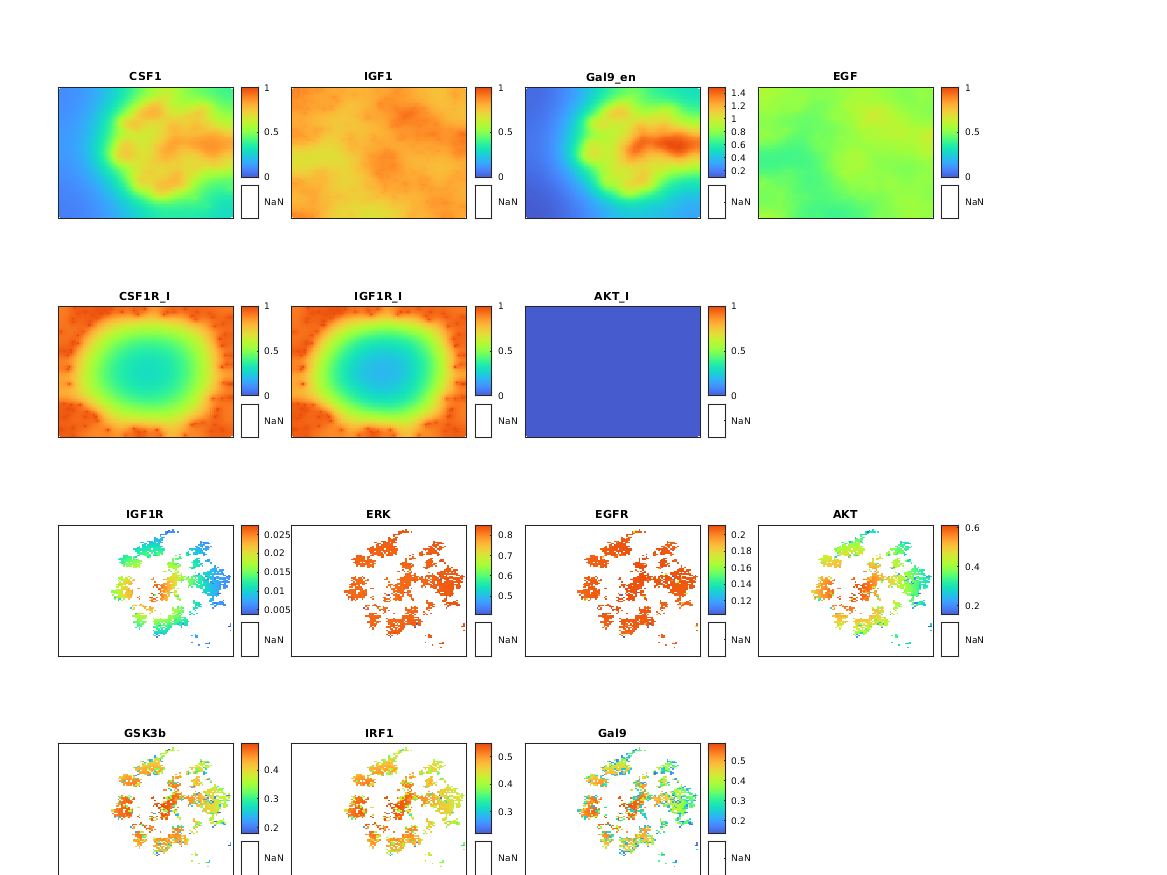 CSF1 IGF1 Gal9_en EGF
1 1 1.4 1
1.2
1
0.5 0.5 0.8 0.5
0.6
0.4
0.2
0 0 0
NaN NaN NaN NaN
CSF1R_I IGF1R_I AKT_I
1 1 1
0.5 0.5 0.5
0 0 0
NaN NaN NaN
IGF1R ERK EGFR AKT
0.025 0.8 0.2 0.6
0.02 0.7 0.18
0.015 0.16 0.4
0.01 0.6 0.14
0.005 0.5 0.12 0.2
NaN NaN NaN NaN
GSK3b IRF1 Gal9
0.4 0.5 0.5
0.3 0.4 0.4
0.2 0.3 0.3
0.2
NaN NaN NaN